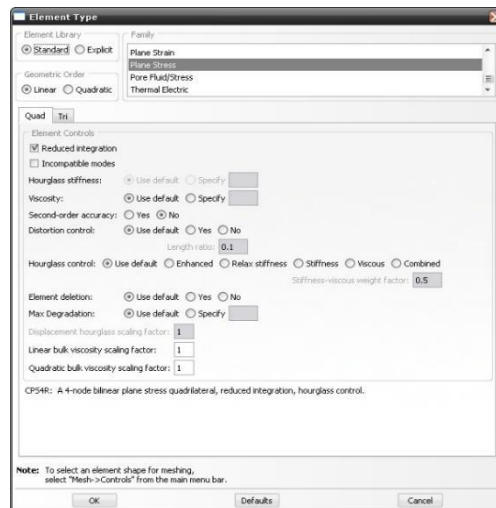 Element Type
Element Library
Standard Explicit
Geometric Order
Linear Quadratic
Family
Plane Strain
Plane Stress
Pore Fluid/Stress
Thermal Electric
Quad Tri
Element Controls
Reduced integration
Incompatible modes
Hourglass stiffness: Use default Specify
Viscosity: Use default Specify
Second-order accuracy: Yes No
Distortion control: Use default Yes No
Length ratio: 0.1
Hourglass control: Use default Enhanced Relax stiffness Stiffness Viscous Combined
Stiffness-viscous weight factor: 0.5
Element deletion: Use default Yes No
Max Degradation: Use default Specify
Displacement hourglass scaling factor: 1
Linear bulk viscosity scaling factor: 1
Quadratic bulk viscosity scaling factor: 1
CPS4R: A 4-node bilinear plane stress quadrilateral, reduced integration, hourglass control.
Note: To select an element shape for meshing,
select "Mesh->Controls" from the main menu bar.
OK Defaults Cancel